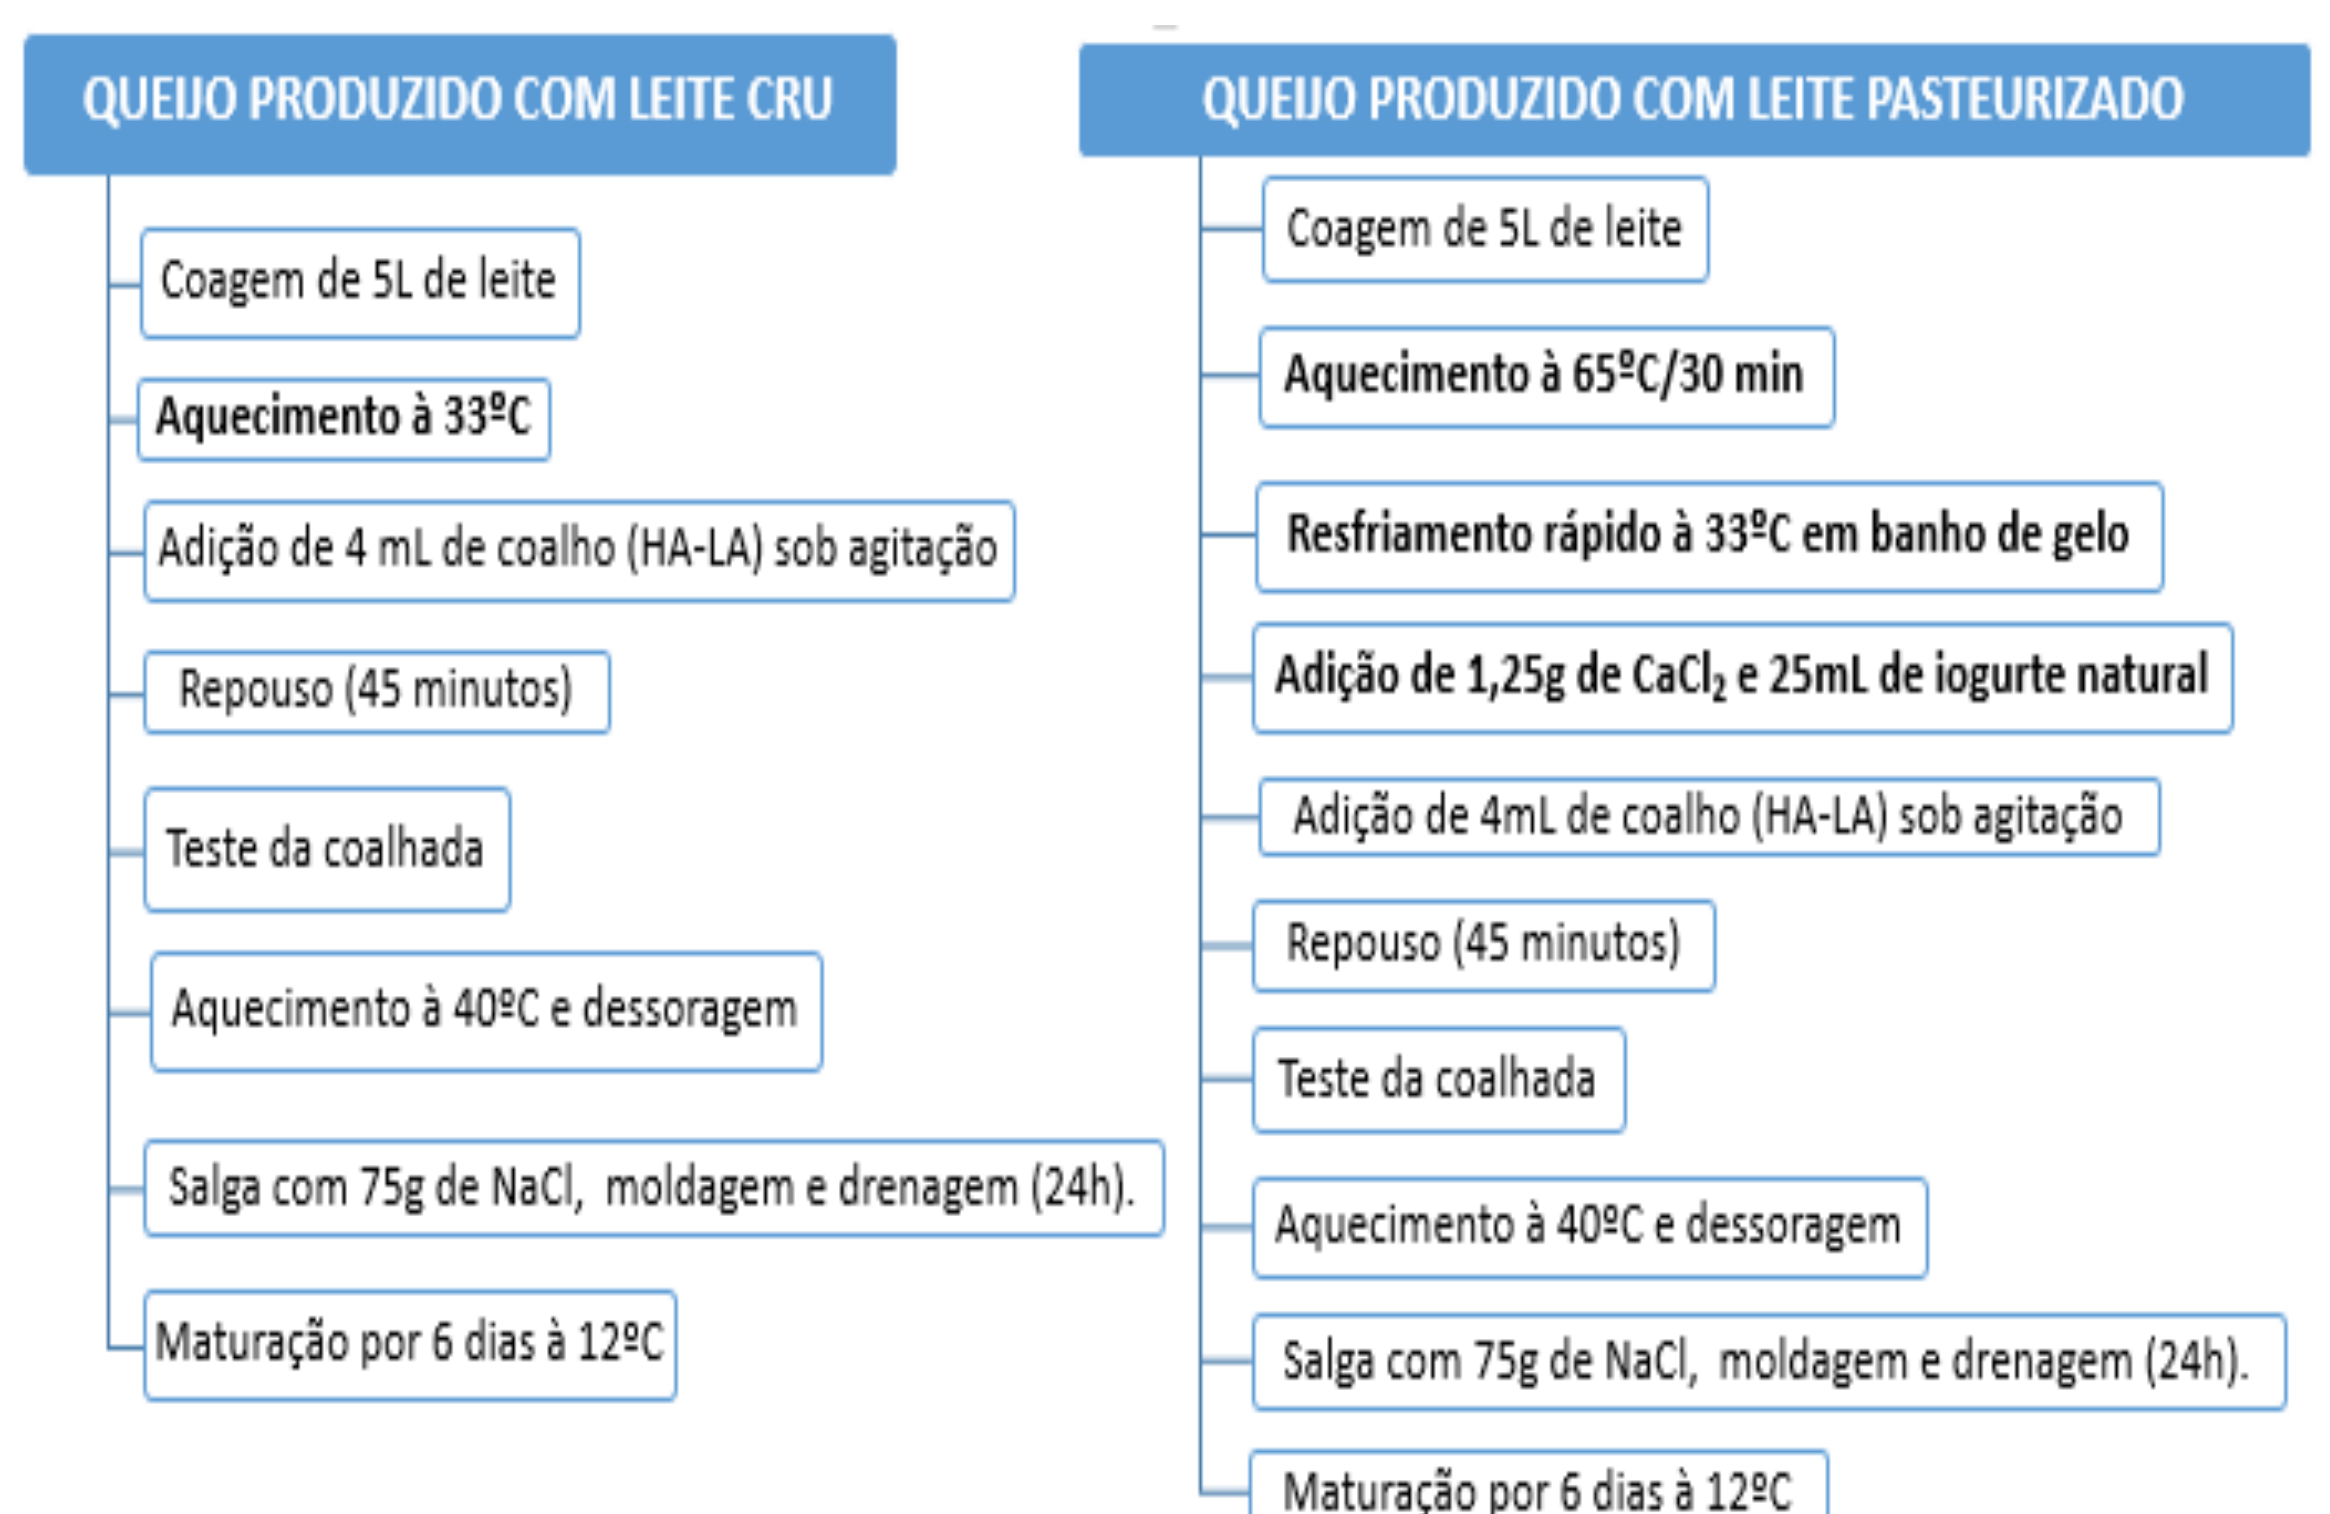 QUEIJO PRODUZIDO COM LEITE CRU
Coagem de 5L de leite
Aquecimento à 33ºC
Adição de 4 mL de coalho (HA-LA) sob agitação
Repouso (45 minutos)
Teste da coalhada
Aquecimento à 40ºC e dessoragem
Salga com 75g de NaCl, moldagem e drenagem (24h).
Maturação por 6 dias à 12ºC
QUEIJO PRODUZIDO COM LEITE PASTEURIZADO
Coagem de 5L de leite
Aquecimento à 65ºC/30 min
Resfriamento rápido à 33ºC em banho de gelo
Adição de 1,25g de CaCl₂ e 25mL de iogurte natural
Adição de 4mL de coalho (HA-LA) sob agitação
Repouso (45 minutos)
Teste da coalhada
Aquecimento à 40ºC e dessoragem
Salga com 75g de NaCl, moldagem e drenagem (24h).
Maturação por 6 dias à 12ºC